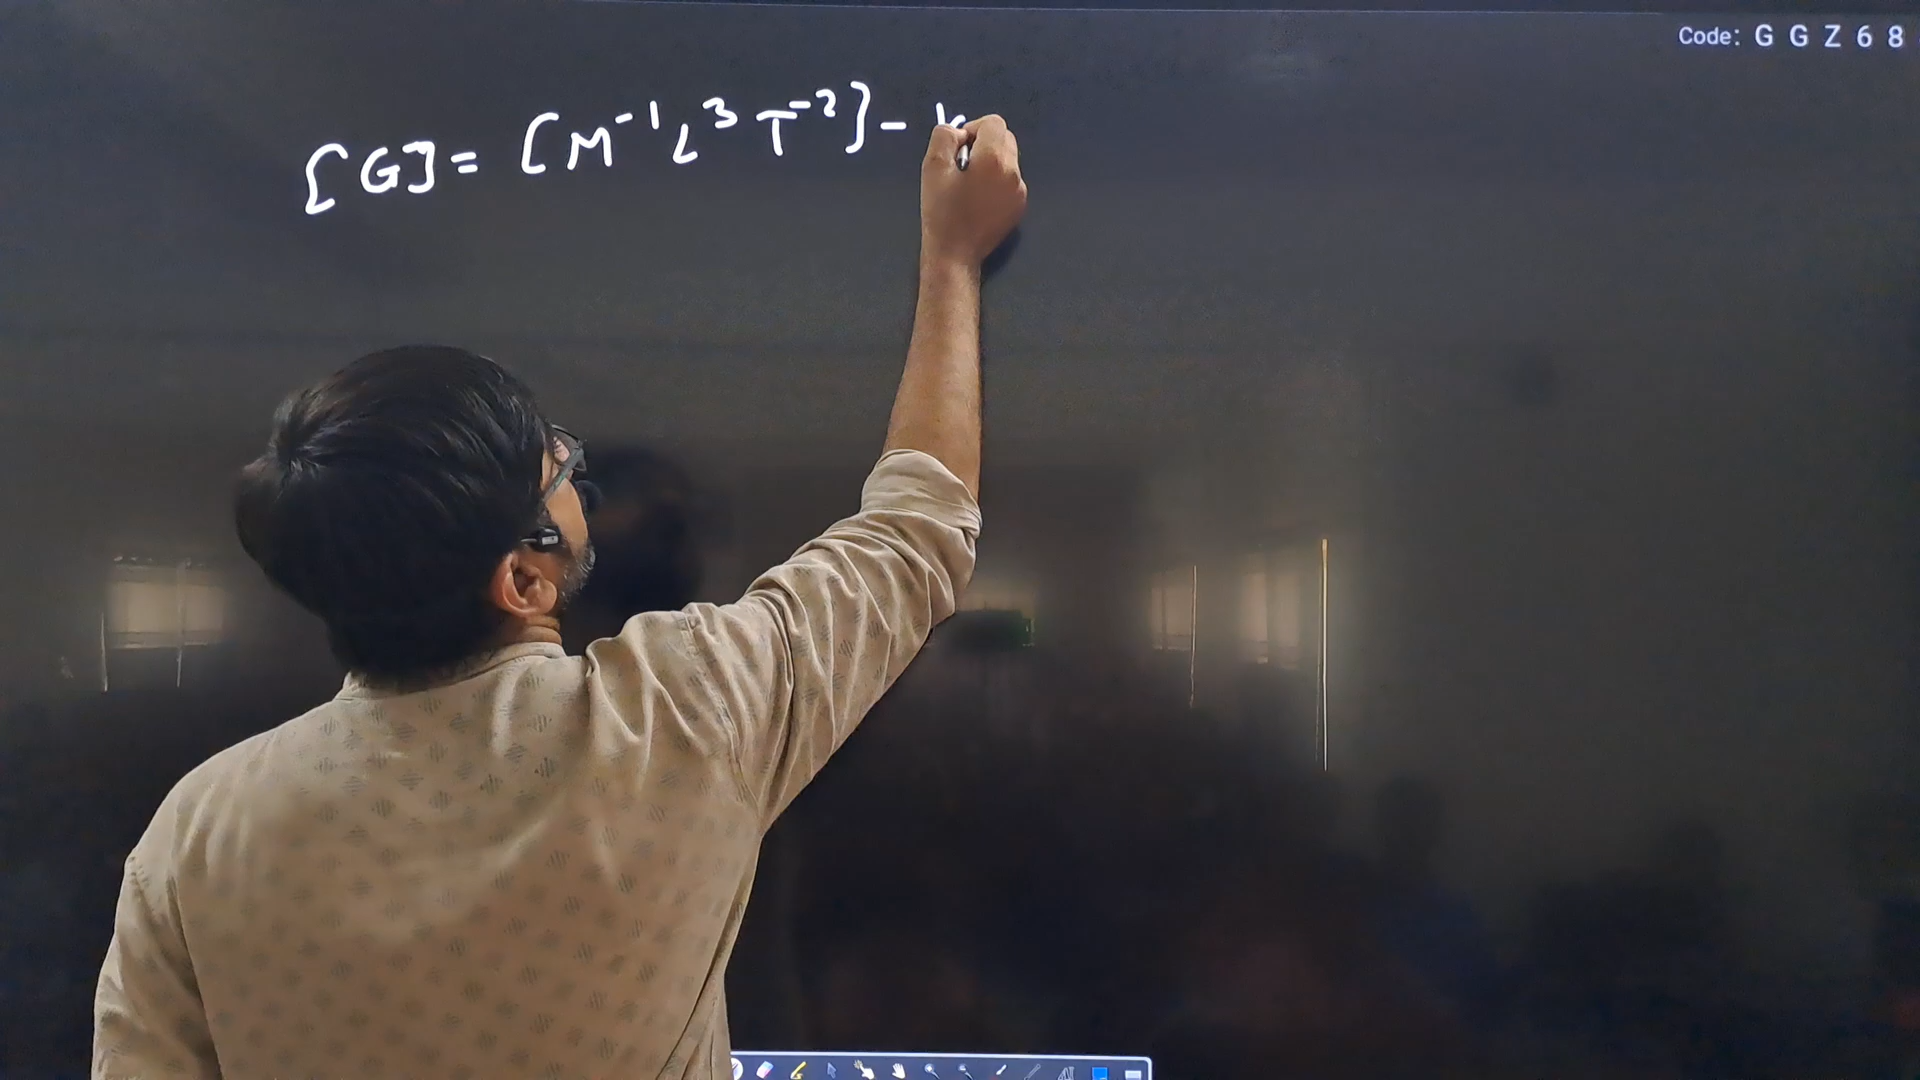 Code: G G Z 6 8
[G] = [M⁻¹ L³ T⁻²] -